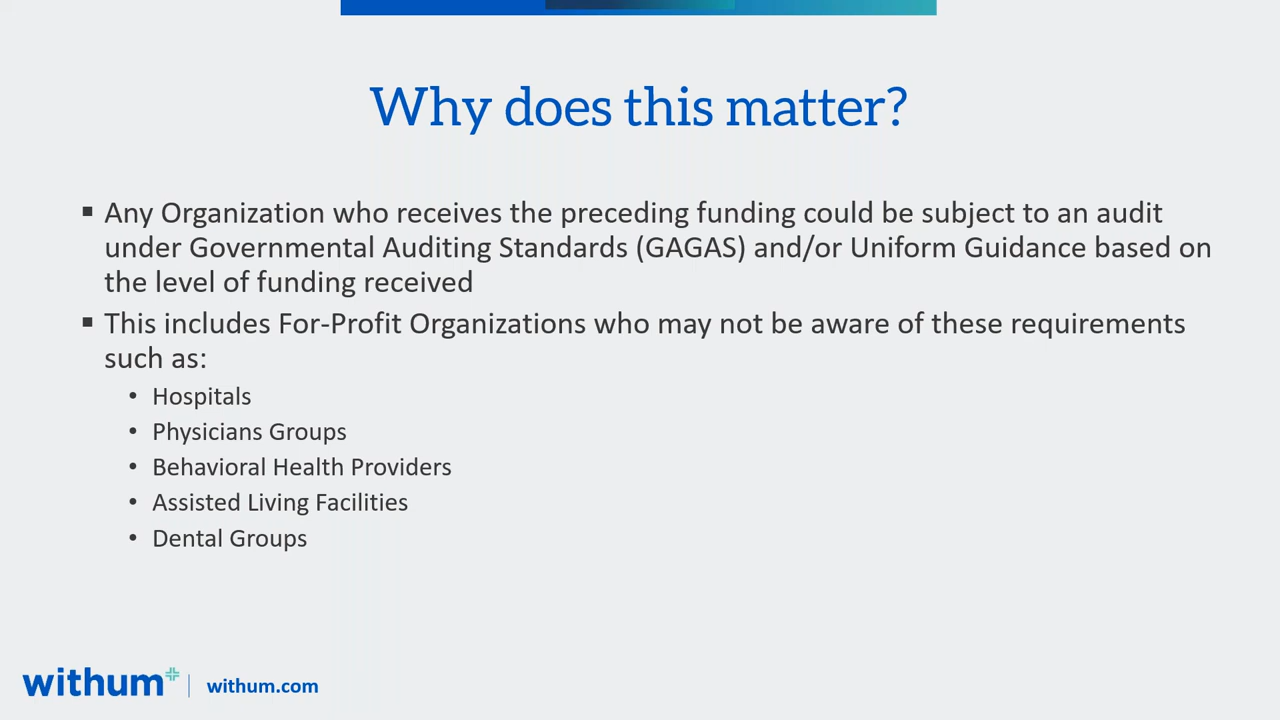 Why does this matter?
▪ Any Organization who receives the preceding funding could be subject to an audit
under Governmental Auditing Standards (GAGAS) and/or Uniform Guidance based on
the level of funding received
▪ This includes For-Profit Organizations who may not be aware of these requirements
such as:
• Hospitals
• Physicians Groups
• Behavioral Health Providers
• Assisted Living Facilities
• Dental Groups
withum | withum.com